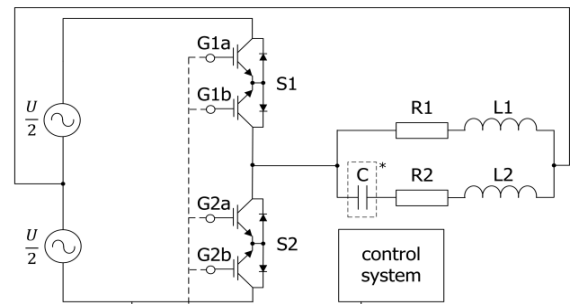 G1a
S1
G1b
U/2
R1
L1
C
*
R2
L2
G2a
S2
G2b
U/2
control
system